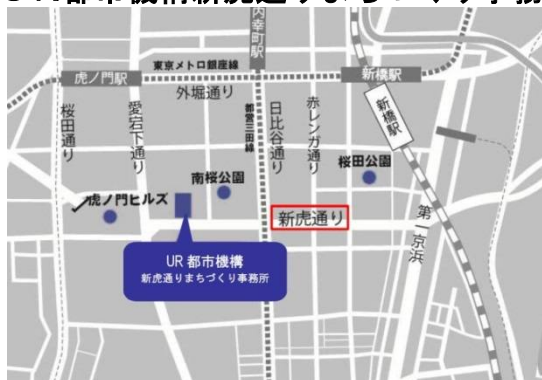 都市機構新虎通りまちづくり事務
内幸町駅
東京メトロ銀座線
虎ノ門駅
新橋駅
外堀通り
桜田通り
愛宕下通り
都営三田線
日比谷通り
赤レンガ通り
新橋駅
桜田公園
南桜公園
虎ノ門ヒルズ
新虎通り
第一京浜
UR都市機構
新虎通りまちづくり事務所